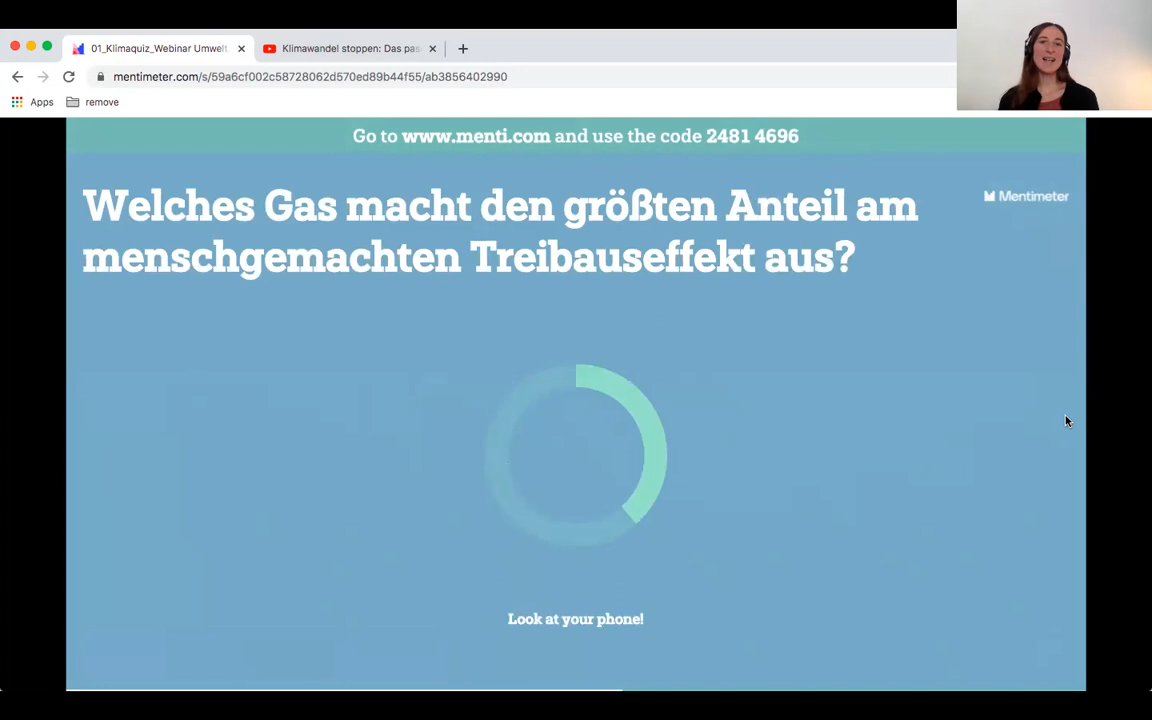 01_Klimaquiz_Webinar Umwelt
Klimawandel stoppen: Das pas
mentimeter.com/s/59a6cf002c58728062d570ed89b44f55/ab3856402990
Apps
remove
Go to www.menti.com and use the code 2481 4696
Welches Gas macht den größten Anteil am
menschgemachten Treibauseffekt aus?
Mentimeter
Look at your phone!